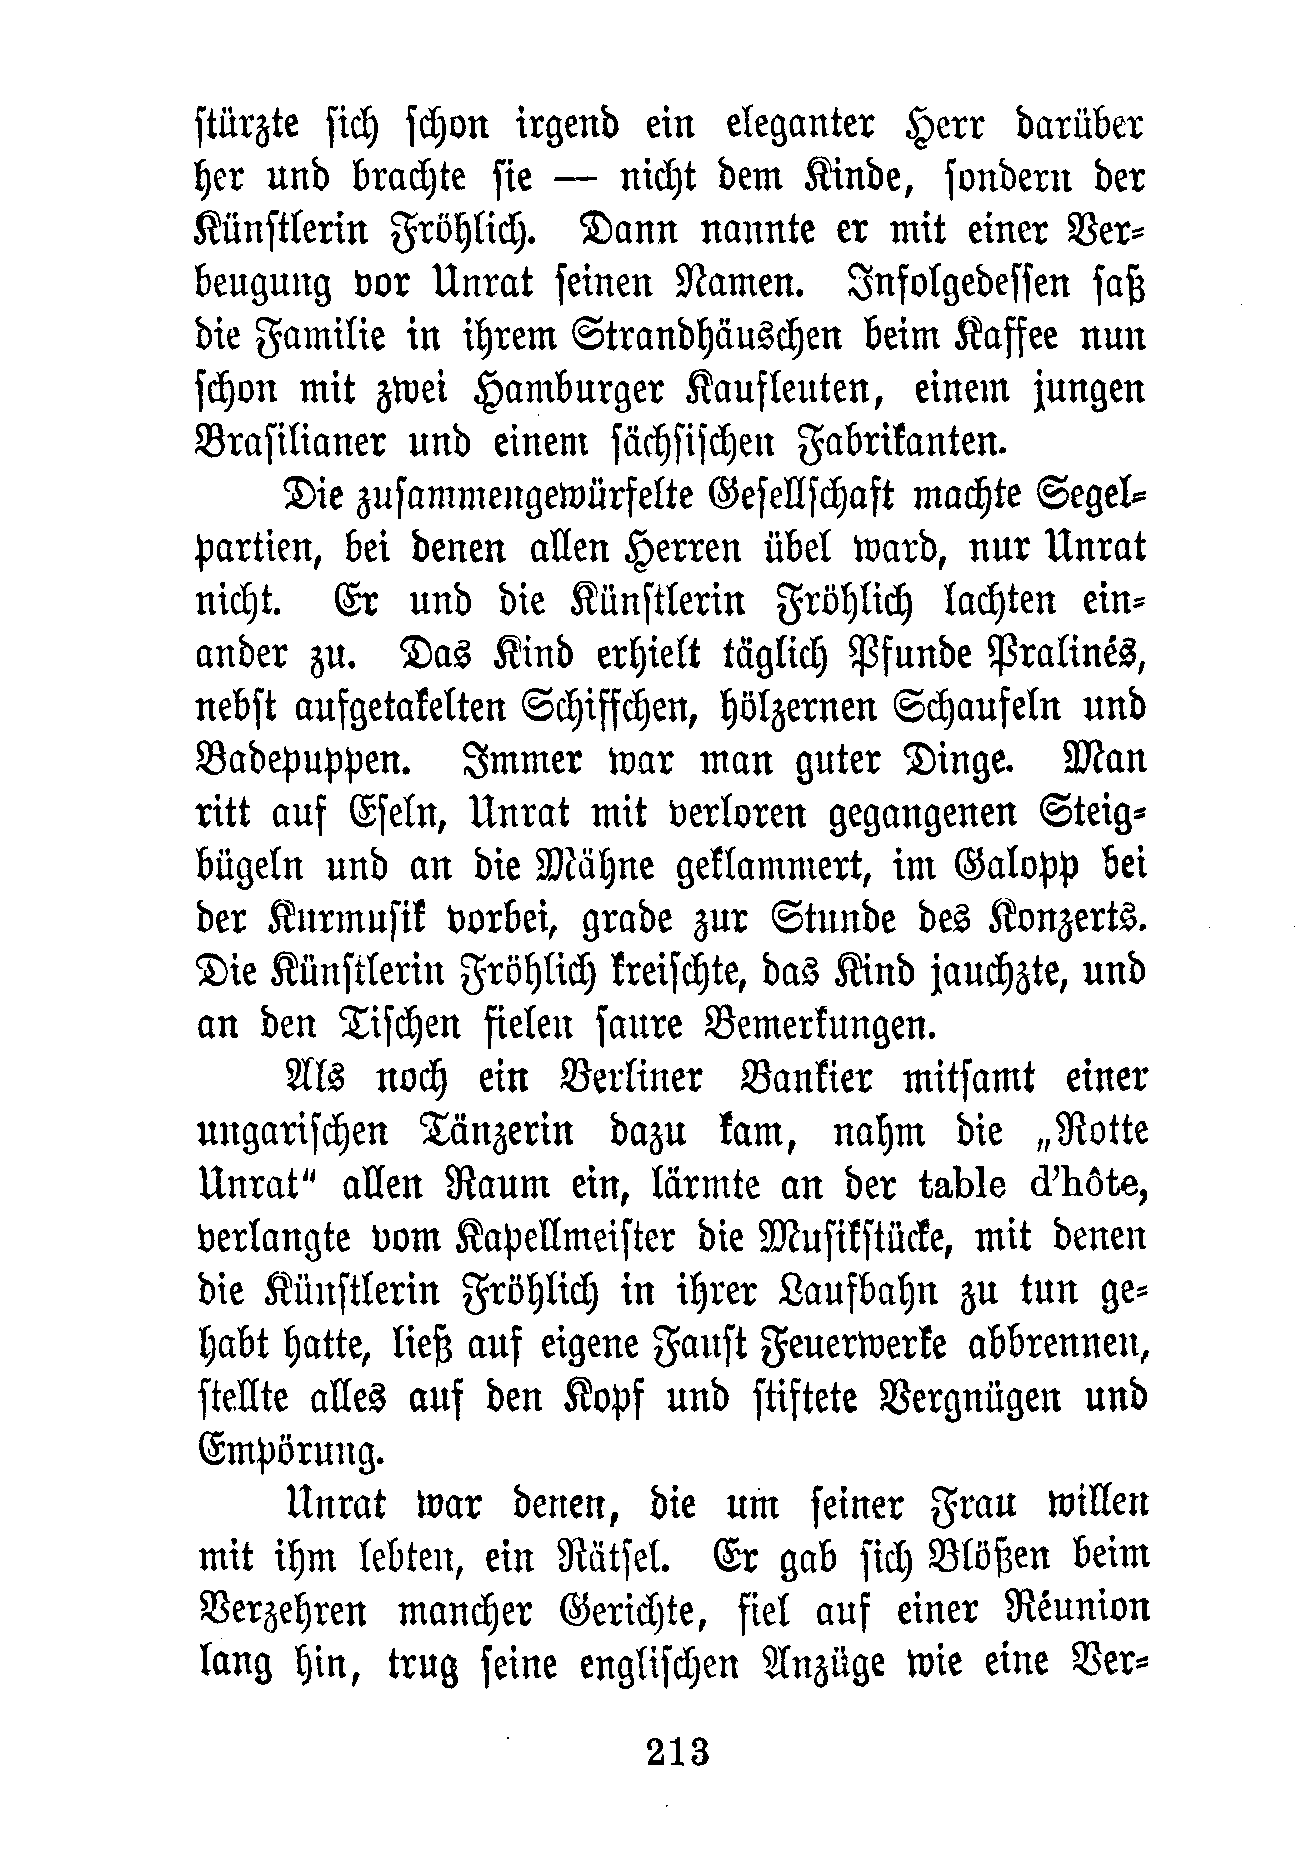 stürzte sich schon irgend ein eleganter Herr darüber
her und brachte sie — nicht dem Kinde, sondern der
Künstlerin Fröhlich. Dann nannte er mit einer Ver-
beugung vor Unrat seinen Namen. Infolgedessen saß
die Familie in ihrem Strandhäuschen beim Kaffee nun
schon mit zwei Hamburger Kaufleuten, einem jungen
Brasilianer und einem sächsischen Fabrikanten.
Die zusammengewürfelte Gesellschaft machte Segel-
partien, bei denen allen Herren übel ward, nur Unrat
nicht. Er und die Künstlerin Fröhlich lachten ein-
ander zu. Das Kind erhielt täglich Pfunde Pralinés,
nebst aufgetakelten Schiffchen, hölzernen Schaufeln und
Badepuppen. Immer war man guter Dinge. Man
ritt auf Eseln, Unrat mit verloren gegangenen Steig-
bügeln und an die Mähne geklammert, im Galopp bei
der Kurmusik vorbei, grade zur Stunde des Konzerts.
Die Künstlerin Fröhlich kreischte, das Kind jauchzte, und
an den Tischen fielen saure Bemerkungen.
Als noch ein Berliner Bankier mitsamt einer
ungarischen Tänzerin dazu kam, nahm die „Rotte
Unrat“ allen Raum ein, lärmte an der table d’hôte,
verlangte vom Kapellmeister die Musikstücke, mit denen
die Künstlerin Fröhlich in ihrer Laufbahn zu tun ge-
habt hatte, ließ auf eigene Faust Feuerwerke abbrennen,
stellte alles auf den Kopf und stiftete Vergnügen und
Empörung.
Unrat war denen, die um seiner Frau willen
mit ihm lebten, ein Rätsel. Er gab sich Blößen beim
Verzehren mancher Gerichte, fiel auf einer Réunion
lang hin, trug seine englischen Anzüge wie eine Ver-
213